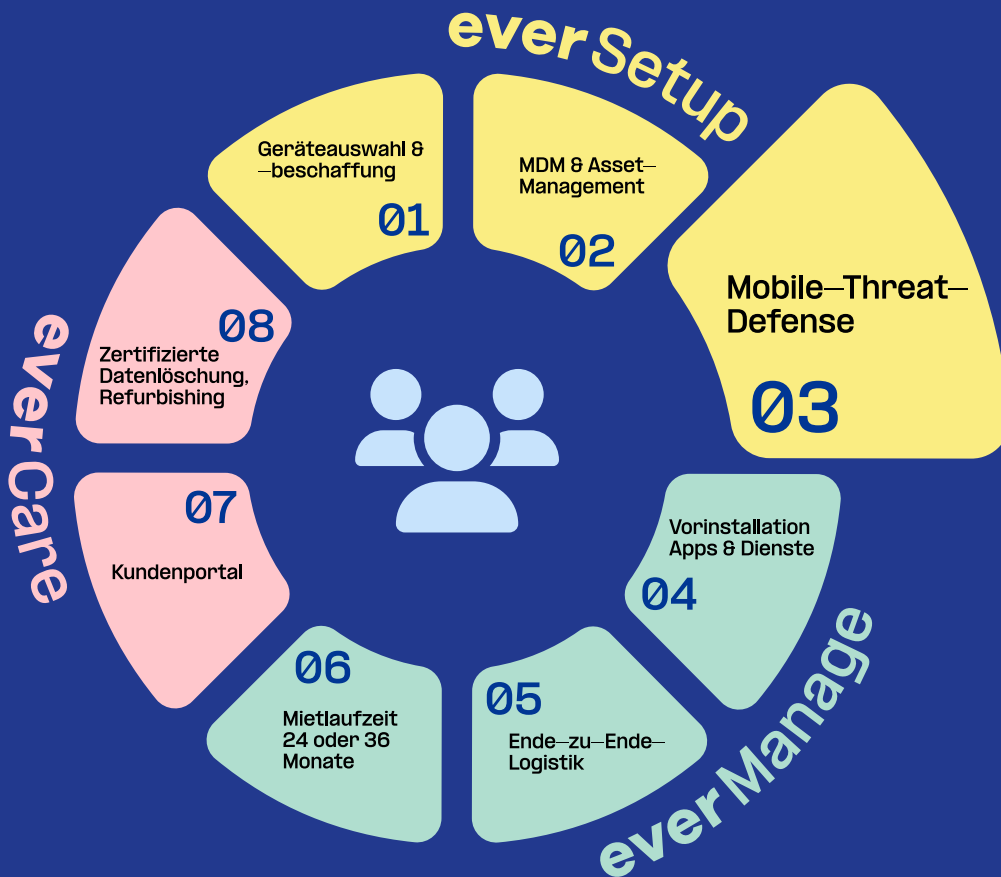 everSetup
Geräteauswahl &
–beschaffung
01
MDM & Asset–
Management
02
Mobile–Threat–
Defense
03
Vorinstallation
Apps & Dienste
04
everManage
05
Ende–zu–Ende–
Logistik
06
Mietlaufzeit
24 oder 36
Monate
everCare
07
Kundenportal
08
Zertifizierte
Datenlöschung,
Refurbishing